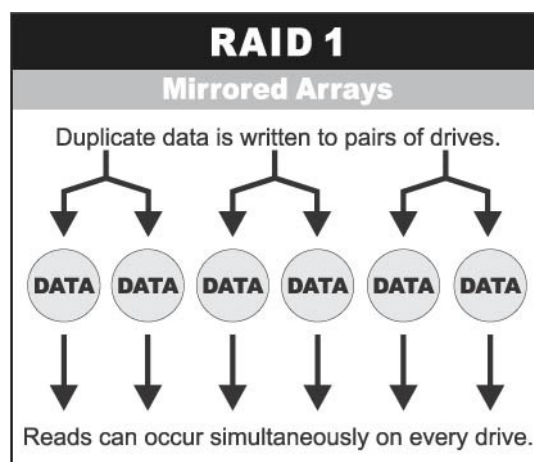 RAID 1
Mirrored Arrays
Duplicate data is written to pairs of drives.
DATA DATA DATA DATA DATA DATA
Reads can occur simultaneously on every drive.